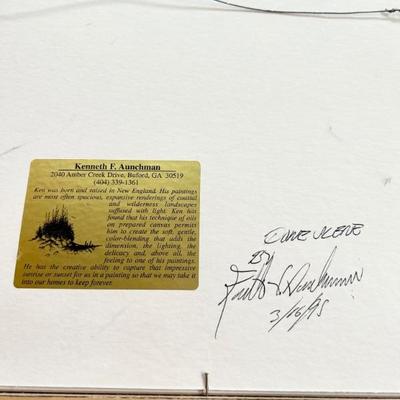 Kenneth F. Aunchman
2040 Amber Creek Drive, Buford, GA 30519
(404) 339-1361
Ken was born and raised in New England. His paintings
are most often spacious, expansive renderings of coastal
and wilderness landscapes
suffused with light. Ken has
found that his technique of oils
on prepared canvas permits
him to create the soft, gentle,
color-blending that adds the
dimension, the lighting, the
delicacy and, above all, the
feeling to one of his paintings.
He has the creative ability to capture that impressive
sunrise or sunset for us in a painting so that we may take it
into our homes to keep forever.
By
3/16/95